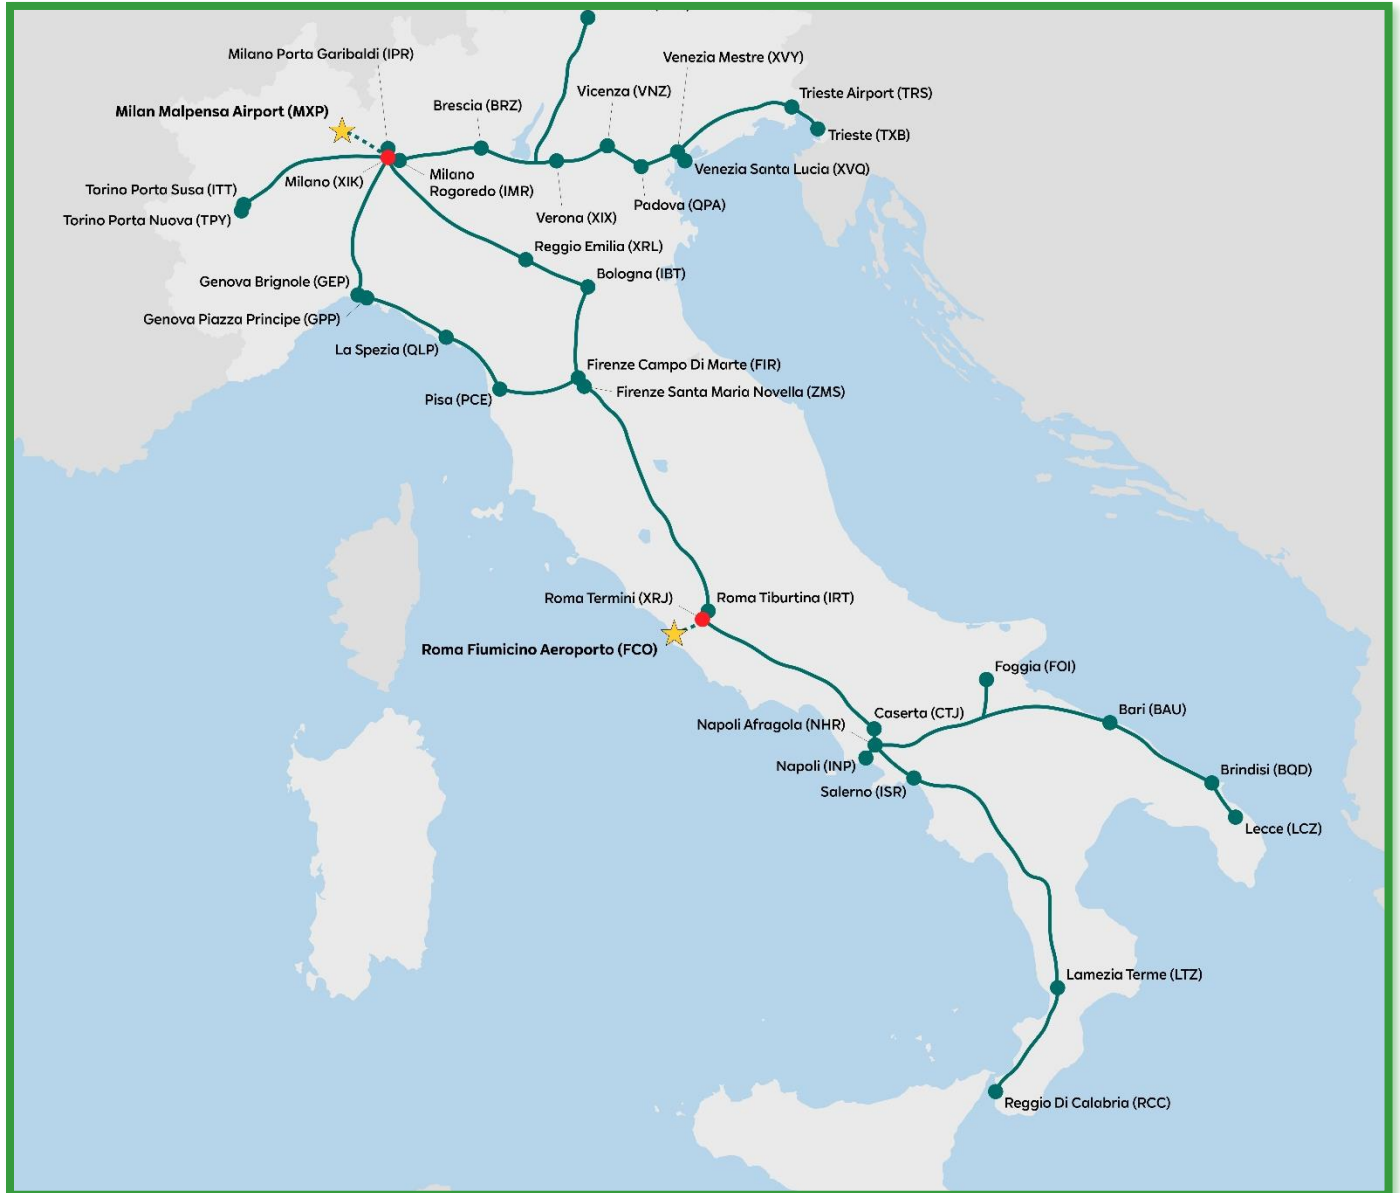 Milano Porta Garibaldi (IPR)
Venezia Mestre (XVY)
Milan Malpensa Airport (MXP)
Brescia (BRZ)
Vicenza (VNZ)
Trieste Airport (TRS)
Trieste (TXB)
Torino Porta Susa (ITT)
Milano (XIK)
Milano
Rogoredo (IMR)
Venezia Santa Lucia (XVQ)
Torino Porta Nuova (TPY)
Verona (XIX)
Padova (QPA)
Reggio Emilia (XRL)
Genova Brignole (GEP)
Bologna (IBT)
Genova Piazza Principe (GPP)
La Spezia (QLP)
Firenze Campo Di Marte (FIR)
Pisa (PCE)
Firenze Santa Maria Novella (ZMS)
Roma Termini (XRJ)
Roma Tiburtina (IRT)
Roma Fiumicino Aeroporto (FCO)
Foggia (FOI)
Caserta (CTJ)
Bari (BAU)
Napoli Afragola (NHR)
Napoli (INP)
Brindisi (BQD)
Salerno (ISR)
Lecce (LCZ)
Lamezia Terme (LTZ)
Reggio Di Calabria (RCC)